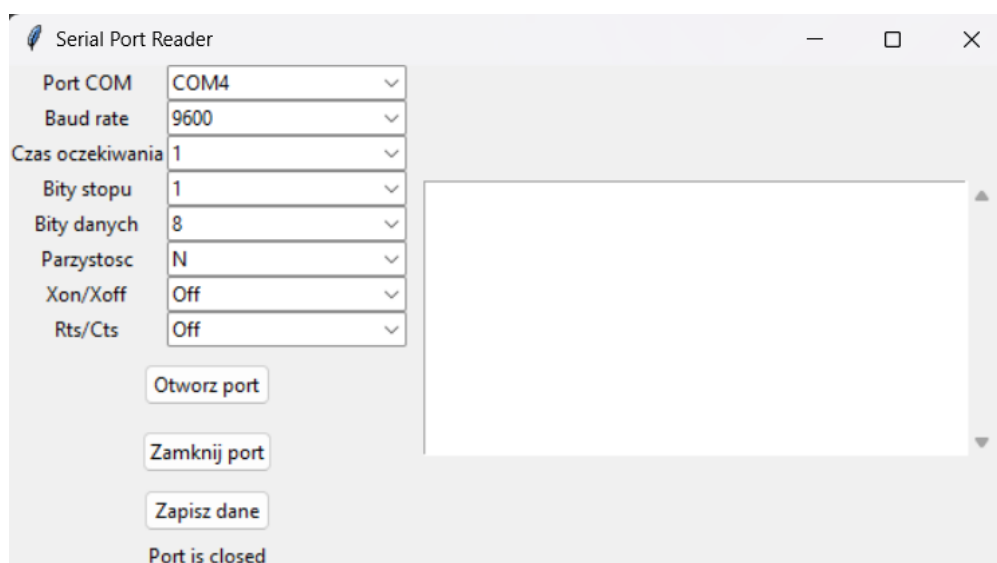 Serial Port Reader
Port COM COM4
Baud rate 9600
Czas oczekiwania 1
Bity stopu 1
Bity danych 8
Parzystosc N
Xon/Xoff Off
Rts/Cts Off
Otworz port
Zamknij port
Zapisz dane
Port is closed